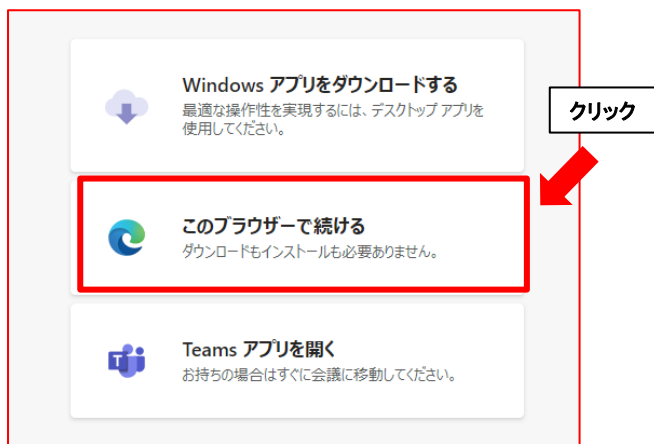 Windows アプリをダウンロードする
最適な操作性を実現するには、デスクトップ アプリを
使用してください。
クリック
このブラウザーで続ける
ダウンロードもインストールも必要ありません。
Teams アプリを開く
お持ちの場合はすぐに会議に移動してください。